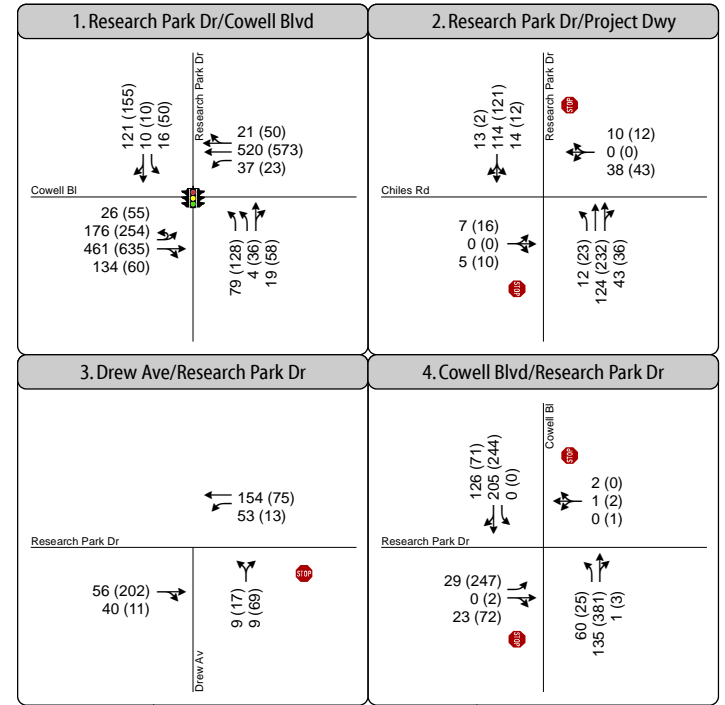 1. Research Park Dr/Cowell Blvd
Research Park Dr
121 (155)
10 (10)
16 (50)
21 (50)
520 (573)
37 (23)
Cowell Bl
26 (55)
176 (254)
461 (635)
134 (60)
79 (128)
4 (36)
19 (58)
2. Research Park Dr/Project Dwy
Research Park Dr
STOP
13 (2)
114 (121)
14 (12)
10 (12)
0 (0)
38 (43)
Chiles Rd
7 (16)
0 (0)
5 (10)
STOP
12 (23)
124 (232)
43 (36)
3. Drew Ave/Research Park Dr
154 (75)
53 (13)
Research Park Dr
56 (202)
40 (11)
9 (17)
9 (69)
STOP
Drew Av
4. Cowell Blvd/Research Park Dr
Cowell Bl
STOP
126 (71)
205 (244)
0 (0)
2 (0)
1 (2)
0 (1)
Research Park Dr
29 (247)
0 (2)
23 (72)
STOP
60 (25)
135 (381)
1 (3)